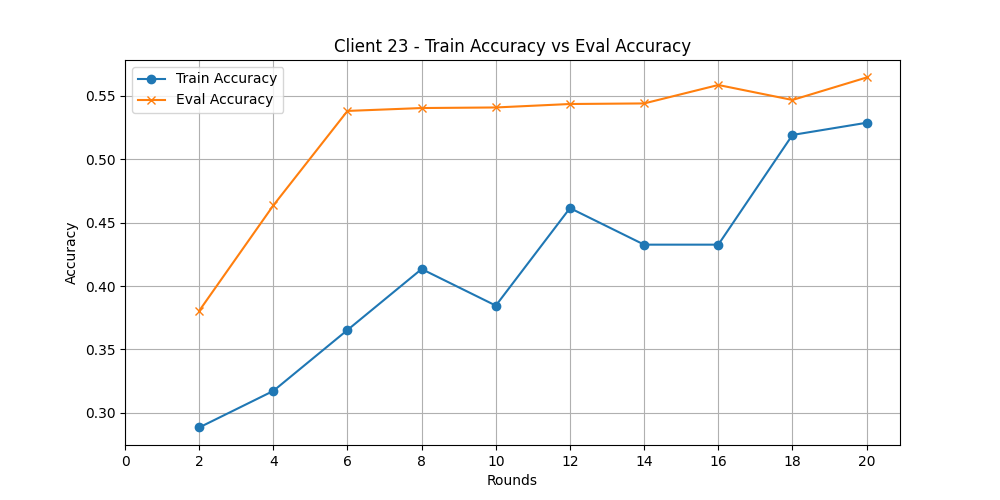 Client 23 - Train Accuracy vs Eval Accuracy
Train Accuracy
Eval Accuracy
0.55
0.50
0.45
0.40
0.35
0.30
Accuracy
0 2 4 6 8 10 12 14 16 18 20
Rounds